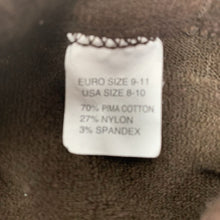 EURO SIZE 9-11
USA SIZE 8-10
70% PIMA COTTON
27% NYLON
3% SPANDEX